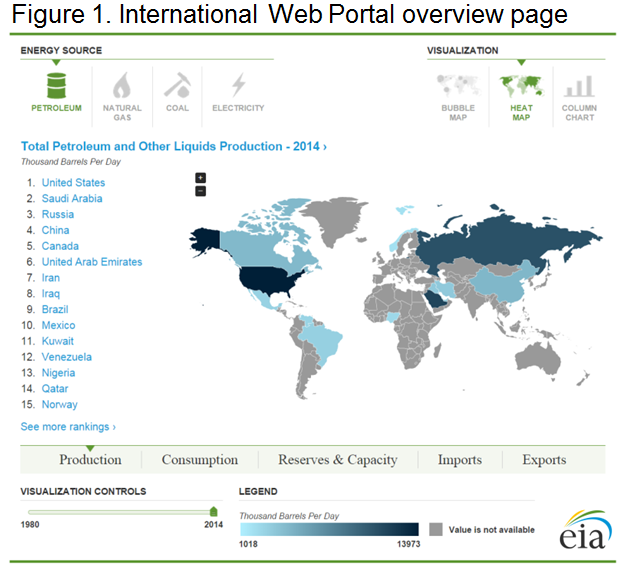 Figure 1. International Web Portal overview page
ENERGY SOURCE
VISUALIZATION
PETROLEUM
NATURAL
GAS
COAL
ELECTRICITY
BUBBLE
MAP
HEAT
MAP
COLUMN
CHART
Total Petroleum and Other Liquids Production - 2014 ›
Thousand Barrels Per Day
+
−
1. United States
2. Saudi Arabia
3. Russia
4. China
5. Canada
6. United Arab Emirates
7. Iran
8. Iraq
9. Brazil
10. Mexico
11. Kuwait
12. Venezuela
13. Nigeria
14. Qatar
15. Norway
See more rankings ›
Production Consumption Reserves & Capacity Imports Exports
VISUALIZATION CONTROLS
1980 2014
LEGEND
Thousand Barrels Per Day
1018 13973
Value is not available
eia